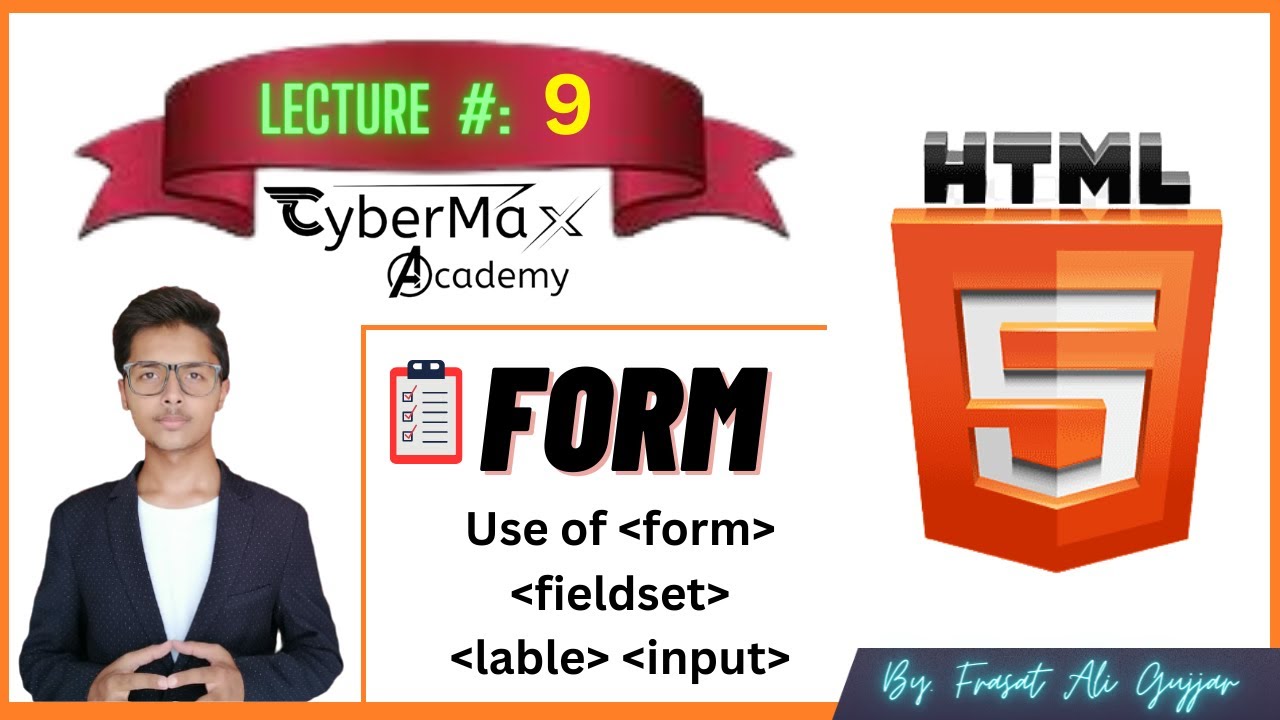 LECTURE #: 9
CyberMax
Academy
HTML
5
FORM
Use of <form>
<fieldset>
<lable> <input>
By. Frasat Ali Gujjar